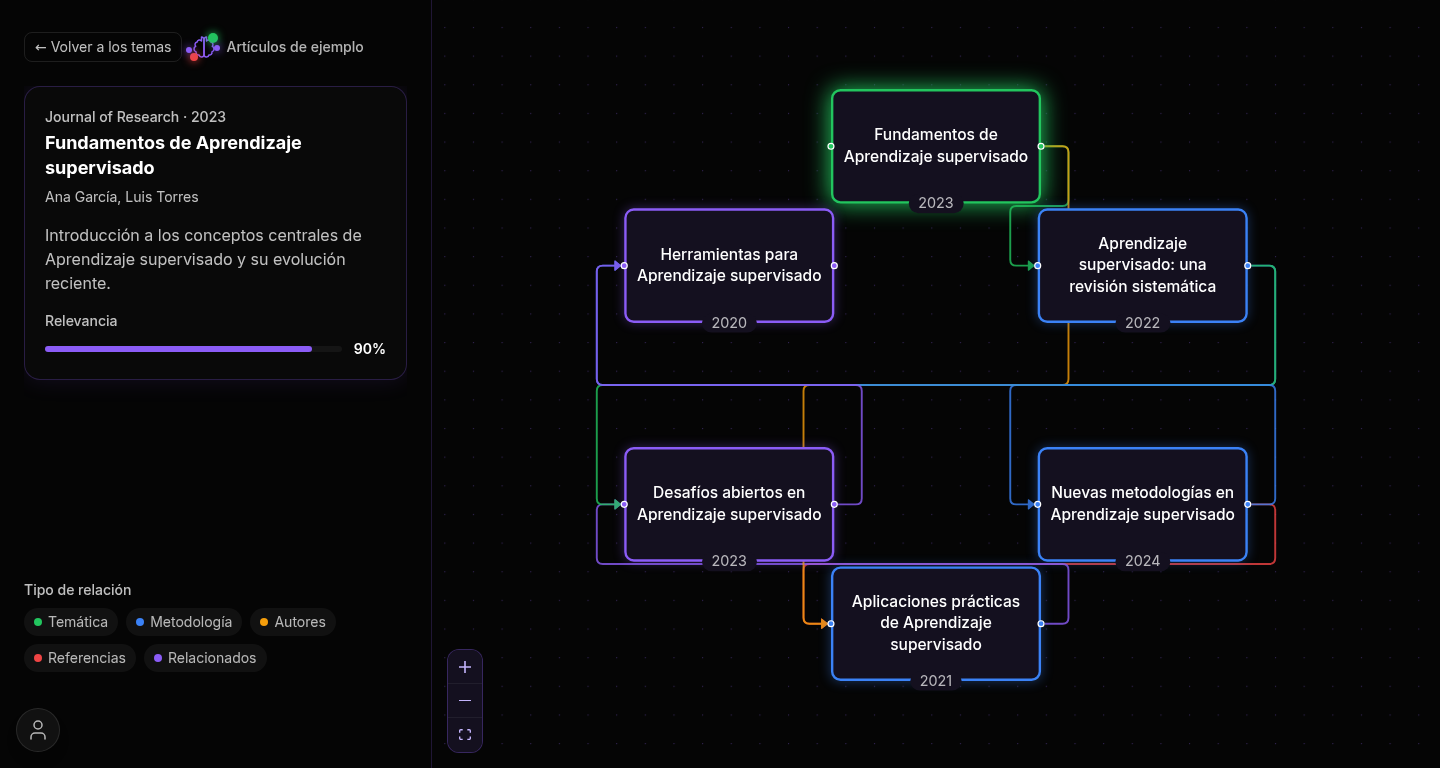 ← Volver a los temas
Artículos de ejemplo
Journal of Research · 2023
Fundamentos de Aprendizaje
supervisado
Ana García, Luis Torres
Introducción a los conceptos centrales de
Aprendizaje supervisado y su evolución
reciente.
Relevancia
90%
Tipo de relación
Temática
Metodología
Autores
Referencias
Relacionados
Fundamentos de
Aprendizaje supervisado
2023
Herramientas para
Aprendizaje supervisado
2020
Aprendizaje
supervisado: una
revisión sistemática
2022
Desafíos abiertos en
Aprendizaje supervisado
2023
Nuevas metodologías en
Aprendizaje supervisado
2024
Aplicaciones prácticas
de Aprendizaje
supervisado
2021